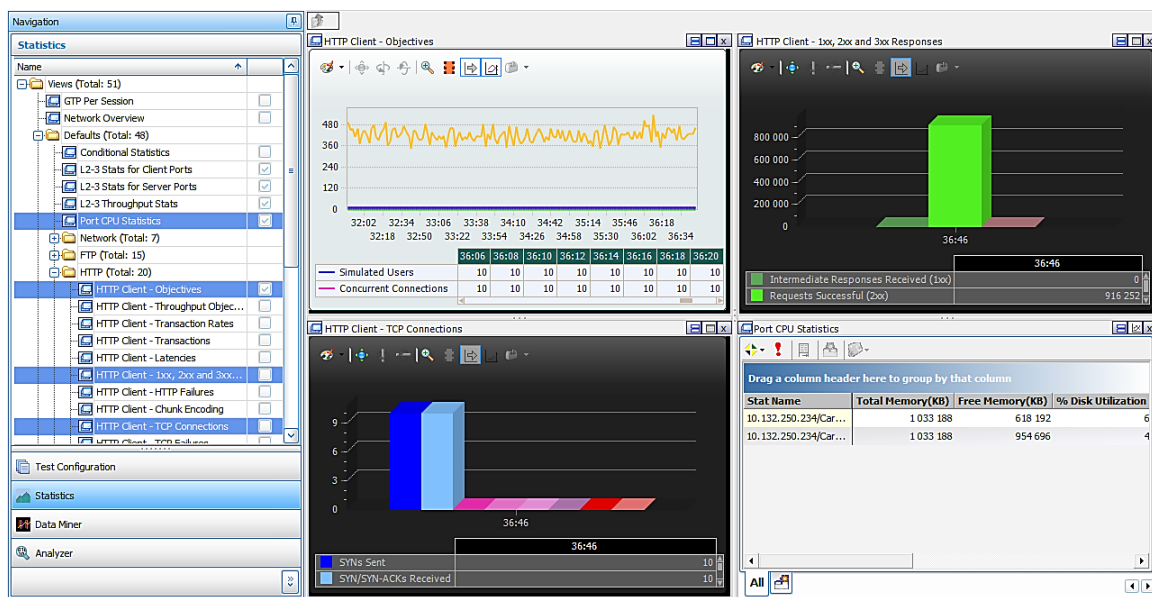 Navigation
Statistics
Name
Views (Total: 51)
GTP Per Session
Network Overview
Defaults (Total: 48)
Conditional Statistics
L2-3 Stats for Client Ports
L2-3 Stats for Server Ports
L2-3 Throughput Stats
Port CPU Statistics
Network (Total: 7)
FTP (Total: 15)
HTTP (Total: 20)
HTTP Client - Objectives
HTTP Client - Throughput Objec...
HTTP Client - Transaction Rates
HTTP Client - Transactions
HTTP Client - Latencies
HTTP Client - 1xx, 2xx and 3xx...
HTTP Client - HTTP Failures
HTTP Client - Chunk Encoding
HTTP Client - TCP Connections
HTTP Client - TCP Failures
Test Configuration
Statistics
Data Miner
Analyzer
HTTP Client - Objectives
480
360
240
120
0
32:02 32:34 33:06 33:38 34:10 34:42 35:14 35:46 36:18
32:18 32:50 33:22 33:54 34:26 34:58 35:30 36:02 36:34
36:06 36:08 36:10 36:12 36:14 36:16 36:18 36:20
Simulated Users 10 10 10 10 10 10 10 10
Concurrent Connections 10 10 10 10 10 10 10 10
HTTP Client - 1xx, 2xx and 3xx Responses
800 000
600 000
400 000
200 000
0
36:46
36:46
Intermediate Responses Received (1xx) 0
Requests Successful (2xx) 916 252
HTTP Client - TCP Connections
9
6
3
0
36:46
36:46
SYNs Sent 10
SYN/SYN-ACKs Received 10
Port CPU Statistics
Drag a column header here to group by that column
Stat Name Total Memory(KB) Free Memory(KB) % Disk Utilization
10.132.250.234/Car... 1 033 188 618 192 6
10.132.250.234/Car... 1 033 188 954 696 4
All